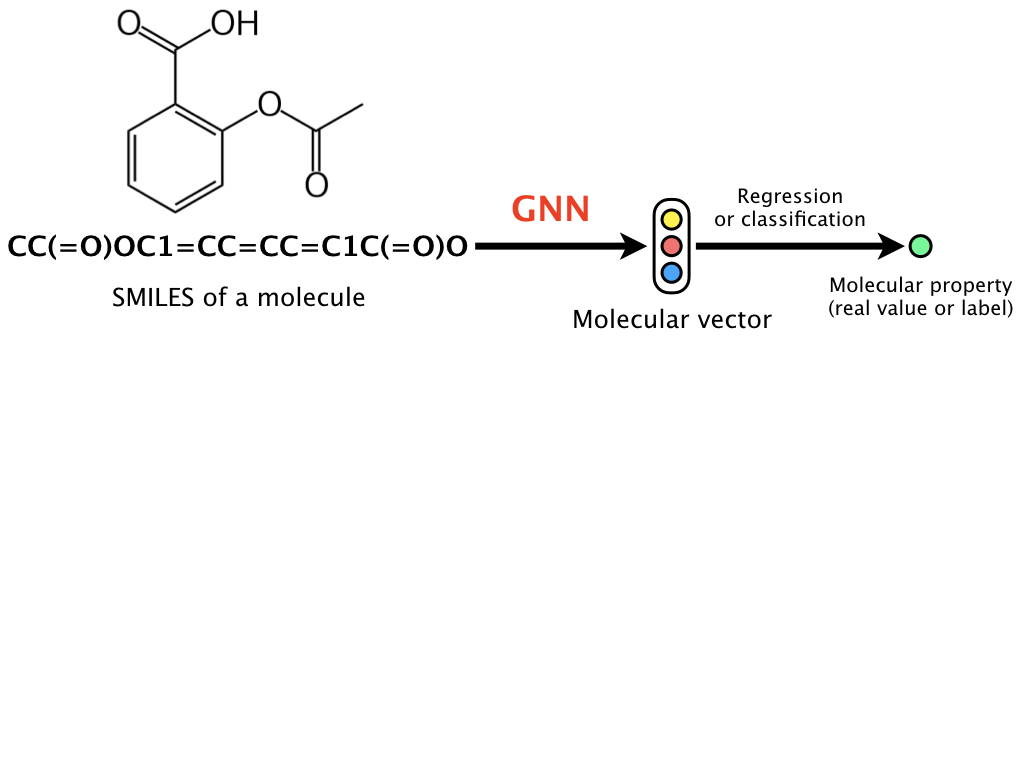 O
OH
O
O
GNN
Regression
or classification
CC(=O)OC1=CC=CC=C1C(=O)O
SMILES of a molecule
Molecular vector
Molecular property
(real value or label)